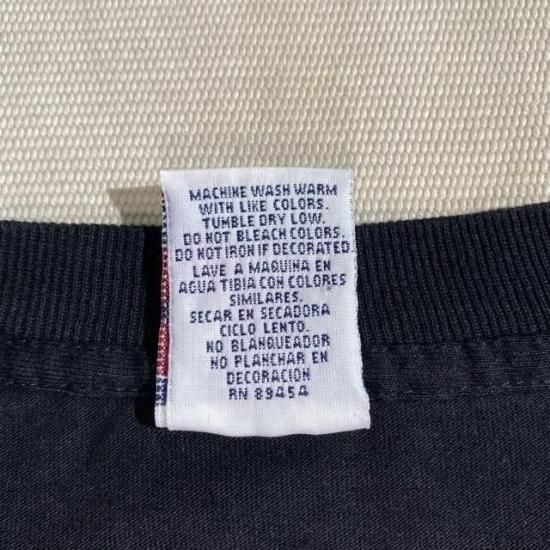 MACHINE WASH WARM
WITH LIKE COLORS.
TUMBLE DRY LOW.
DO NOT BLEACH COLORS.
DO NOT IRON IF DECORATED.
LAVE A MAQUINA EN
AGUA TIBIA CON COLORES
SIMILARES.
SECAR EN SECADORA
CICLO LENTO.
NO BLANQUEADOR
NO PLANCHAR EN
DECORACION
RN 89454